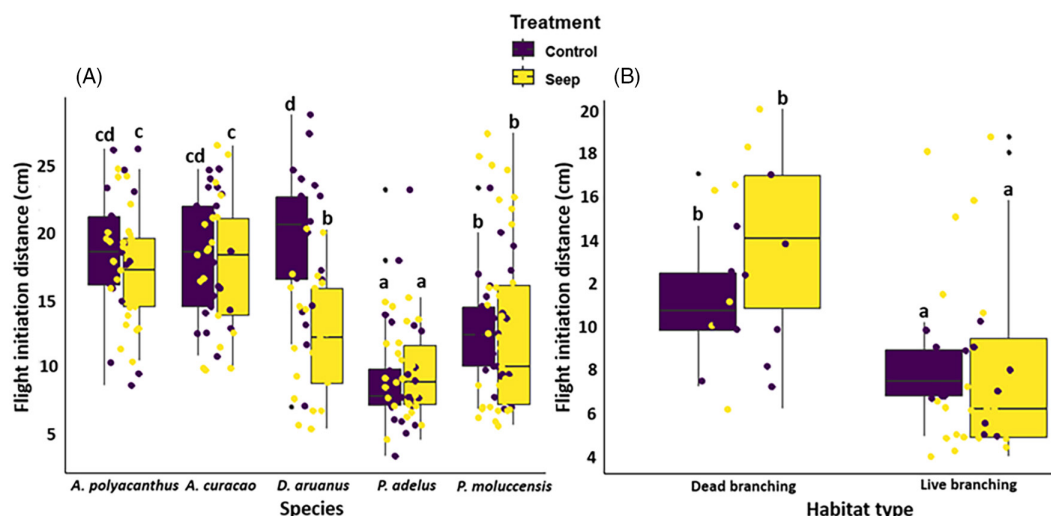 Treatment
Control
Seep
(A)
cd
c
cd
c
d
b
a
a
b
b
Flight initiation distance (cm)
25
20
15
10
5
A. polyacanthus
A. curacao
D. aruanus
P. adelus
P. moluccensis
Species
(B)
b
b
a
a
Flight initiation distance (cm)
20
16
14
2
10
8
6
4
Dead branching
Live branching
Habitat type